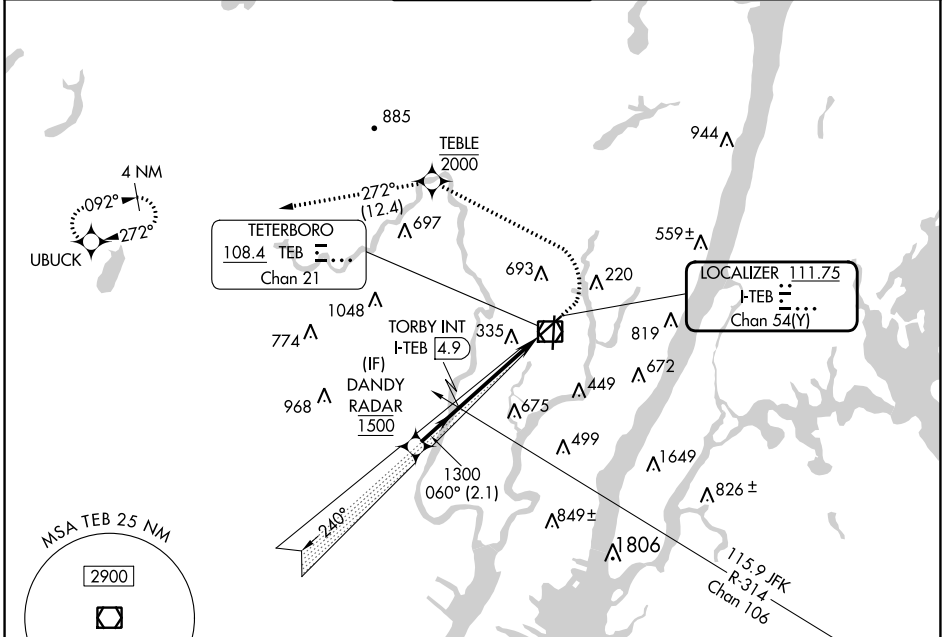 885
944
TEBLE
2000
4 NM
092°
272°
UBUCK
272°
(12.4)
697
TETERBORO
108.4 TEB
Chan 21
559±
693
220
LOCALIZER 111.75
I-TEB
Chan 54(Y)
1048
774
TORBY INT
I-TEB 4.9
335
819
(IF)
DANDY
RADAR
1500
968
672
449
675
499
1649
1300
060° (2.1)
826±
849±
1806
240°
MSA TEB 25 NM
2900
115.9 JFK
R-314
Chan 106